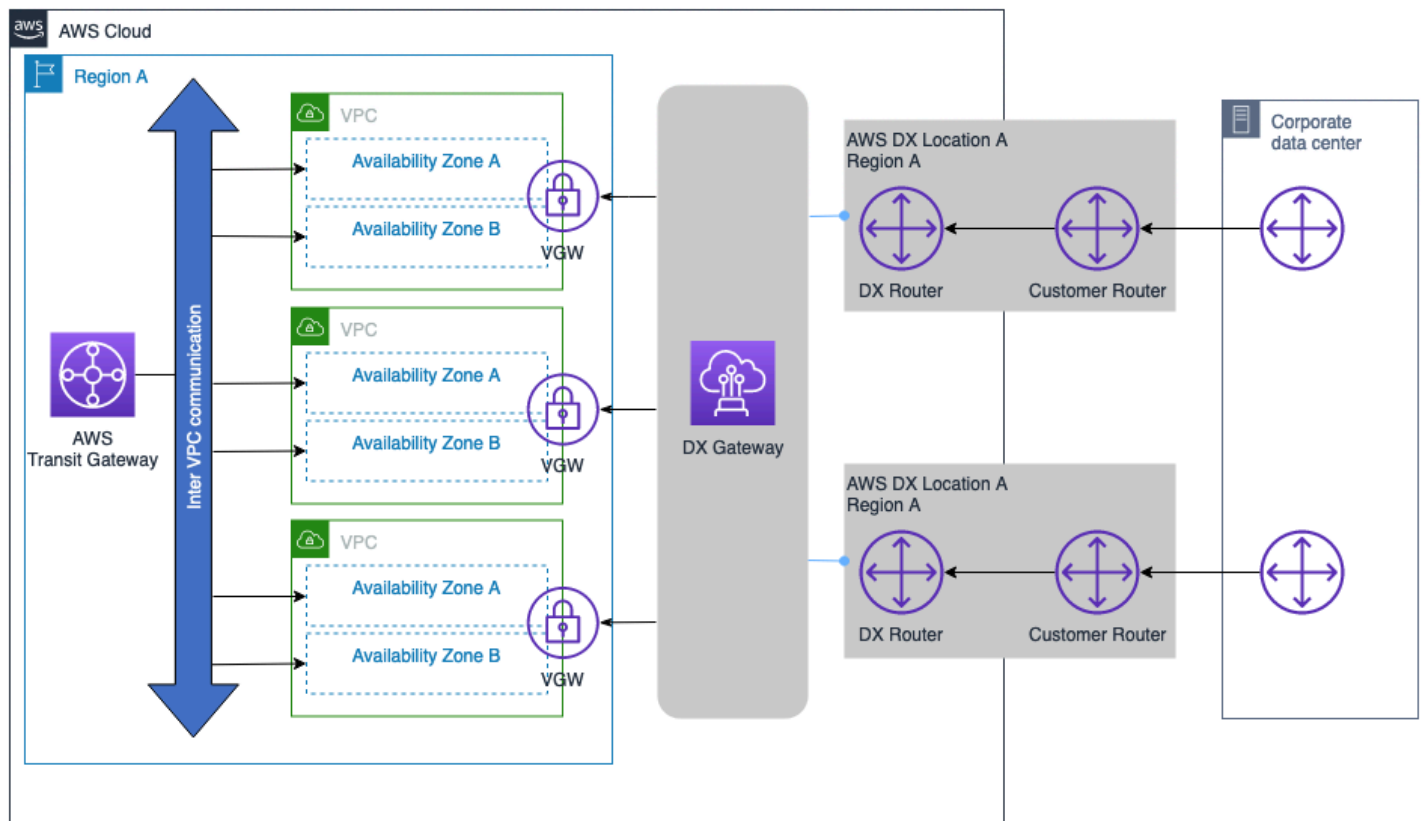 aws
AWS Cloud
Region A
Inter VPC communication
AWS
Transit Gateway
VPC
Availability Zone A
Availability Zone B
VGW
VPC
Availability Zone A
Availability Zone B
VGW
VPC
Availability Zone A
Availability Zone B
VGW
DX Gateway
AWS DX Location A
Region A
DX Router
Customer Router
AWS DX Location A
Region A
DX Router
Customer Router
Corporate
data center